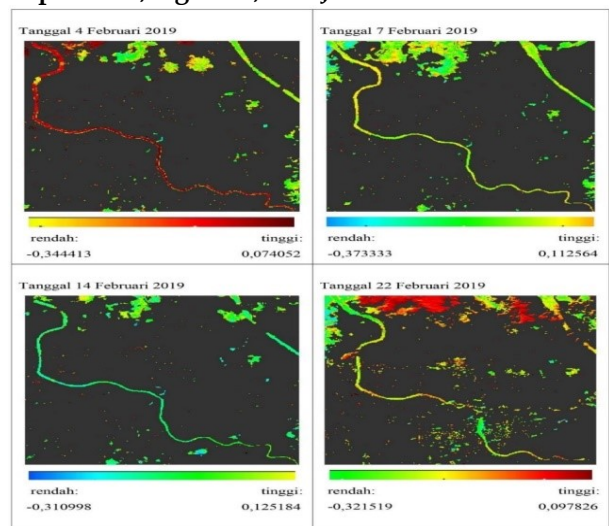 Tanggal 4 Februari 2019
rendah: tinggi:
-0,344413 0,074052
Tanggal 7 Februari 2019
rendah: tinggi:
-0,373333 0,112564
Tanggal 14 Februari 2019
rendah: tinggi:
-0,310998 0,125184
Tanggal 22 Februari 2019
rendah: tinggi:
-0,321519 0,097826